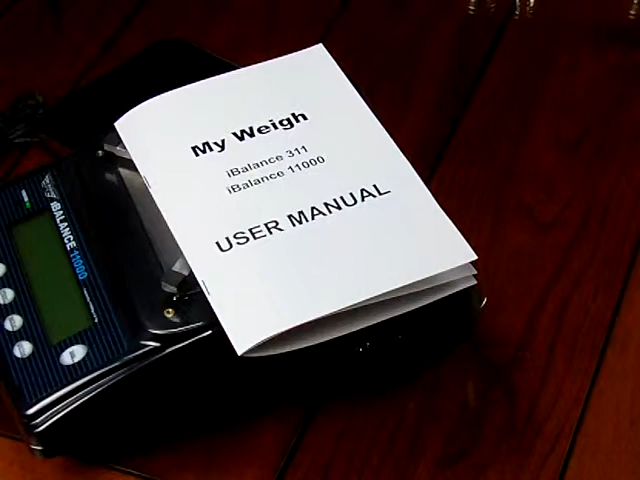 My Weigh
iBalance 311
iBalance 11000
USER MANUAL
iBALANCE 11000